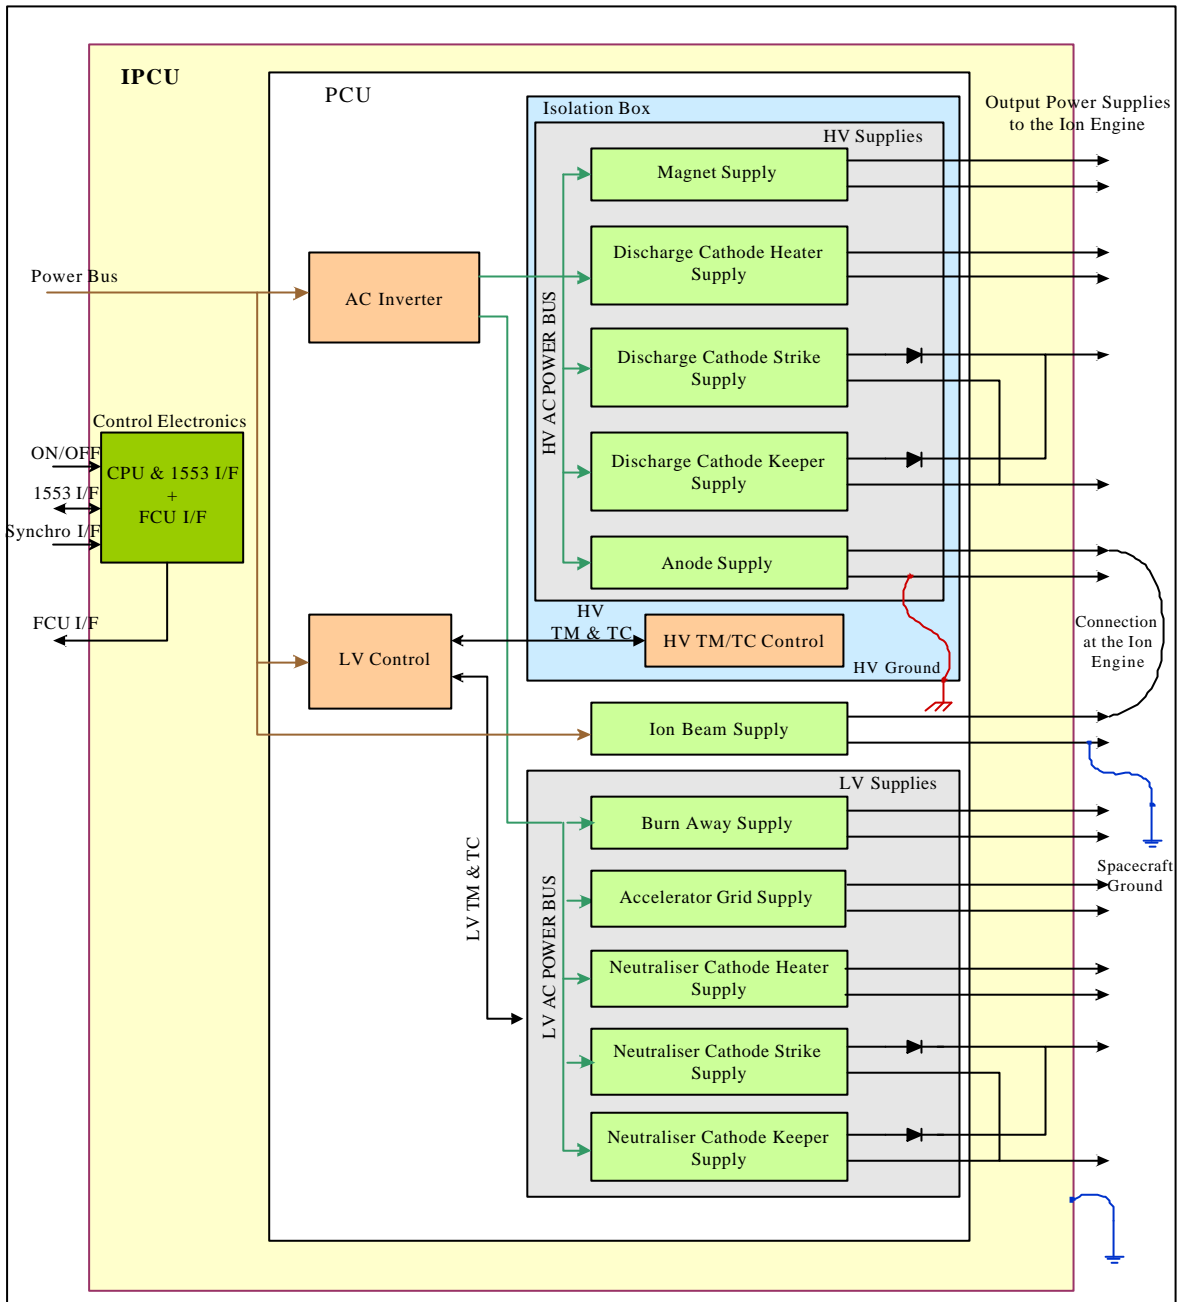 IPCU
PCU
Isolation Box
Output Power Supplies
to the Ion Engine
HV Supplies
Magnet Supply
Discharge Cathode Heater
Supply
Power Bus
AC Inverter
HV AC POWER BUS
Discharge Cathode Strike
Supply
Control Electronics
ON/OFF
CPU & 1553 I/F
+
FCU I/F
1553 I/F
Synchro I/F
Discharge Cathode Keeper
Supply
Anode Supply
FCU I/F
HV
TM & TC
LV Control
HV TM/TC Control
HV Ground
Connection
at the Ion
Engine
Ion Beam Supply
LV Supplies
Burn Away Supply
LV TM & TC
LV AC POWER BUS
Spacecraft
Ground
Accelerator Grid Supply
Neutraliser Cathode Heater
Supply
Neutraliser Cathode Strike
Supply
Neutraliser Cathode Keeper
Supply